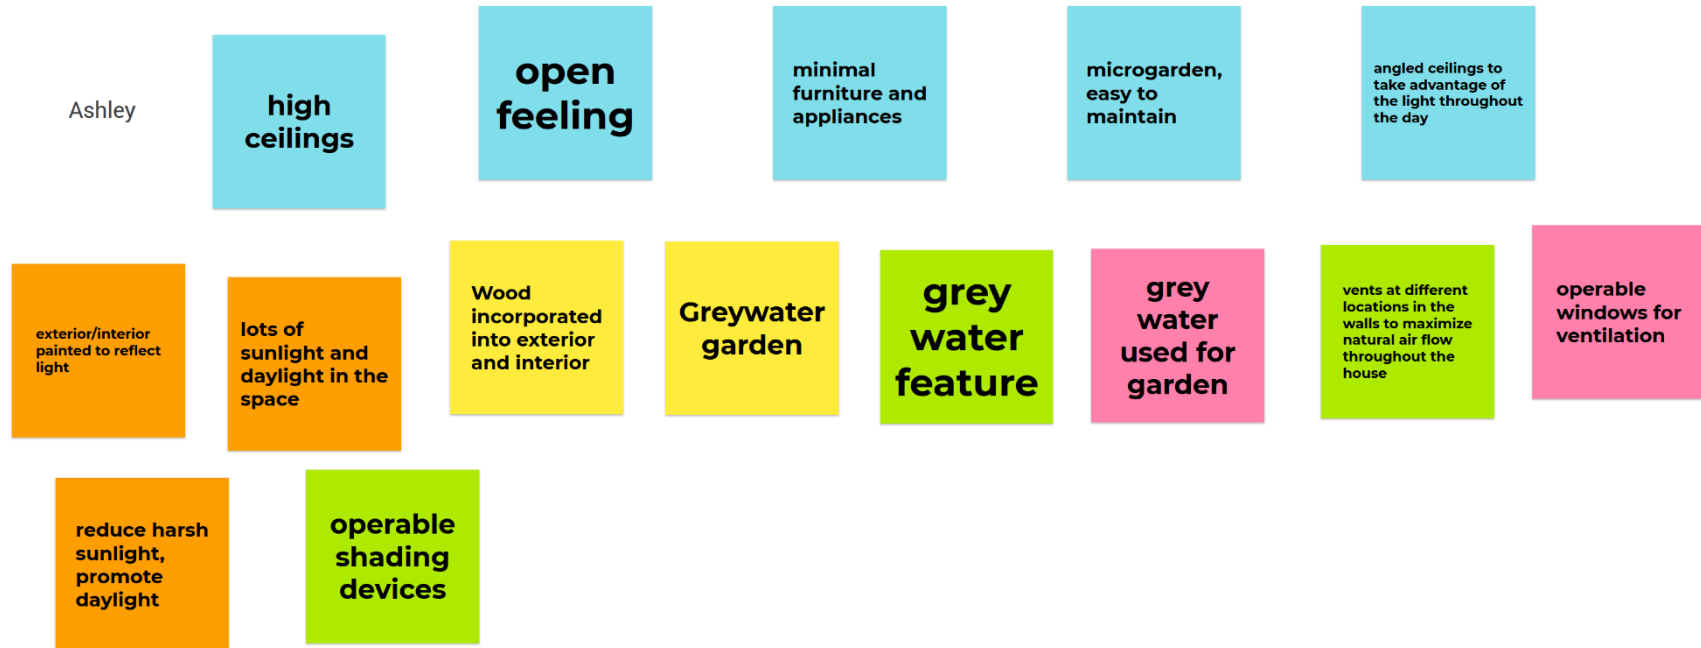 Ashley
high
ceilings
open
feeling
minimal
furniture and
appliances
microgarden,
easy to
maintain
angled ceilings to
take advantage of
the light throughout
the day
exterior/interior
painted to reflect
light
lots of
sunlight and
daylight in the
space
Wood
incorporated
into exterior
and interior
Greywater
garden
grey
water
feature
grey
water
used for
garden
vents at different
locations in the
walls to maximize
natural air flow
throughout the
house
operable
windows for
ventilation
reduce harsh
sunlight,
promote
daylight
operable
shading
devices